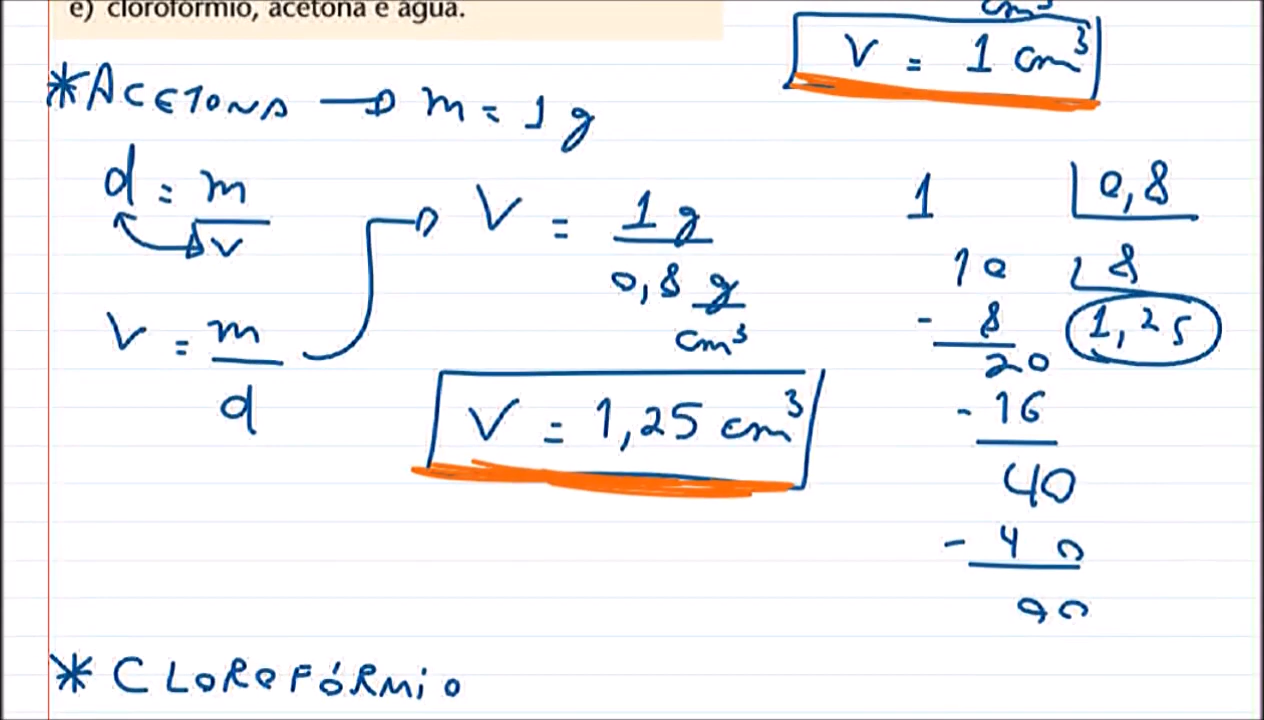 e) clorofórmio, acetona e água.
cm³
V = 1 cm³
*ACETONA → m = 1 g
d = m
V
V = m
d
V = 1 g
0,8 g
cm³
V = 1,25 cm³
1 0,8
10 8
- 8 1,25
20
- 16
40
- 40
00
* CLOROFÓRMIO